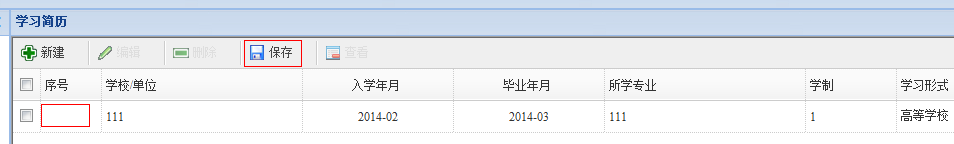 学习简历
新建 编辑 删除 保存 查看
序号 学校/单位 入学年月 毕业年月 所学专业 学制 学习形式
111 2014-02 2014-03 111 1 高等学校